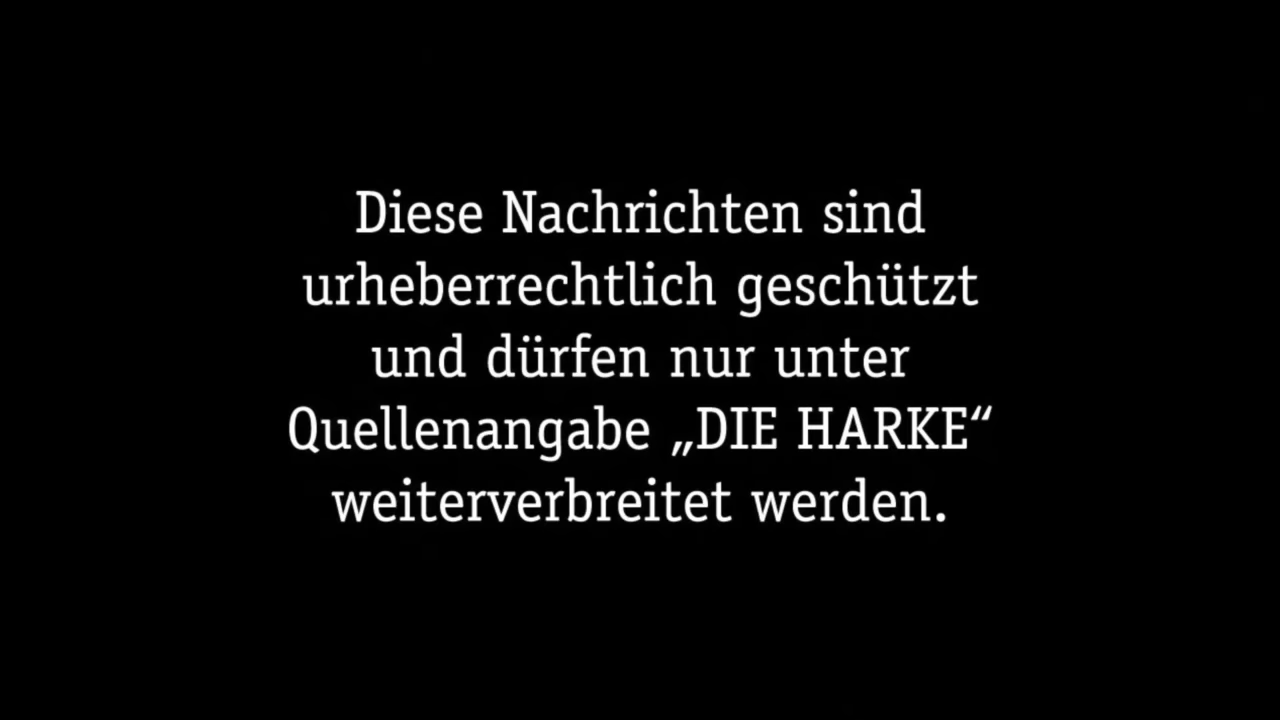 Diese Nachrichten sind
urheberrechtlich geschützt
und dürfen nur unter
Quellenangabe „DIE HARKE“
weiterverbreitet werden.